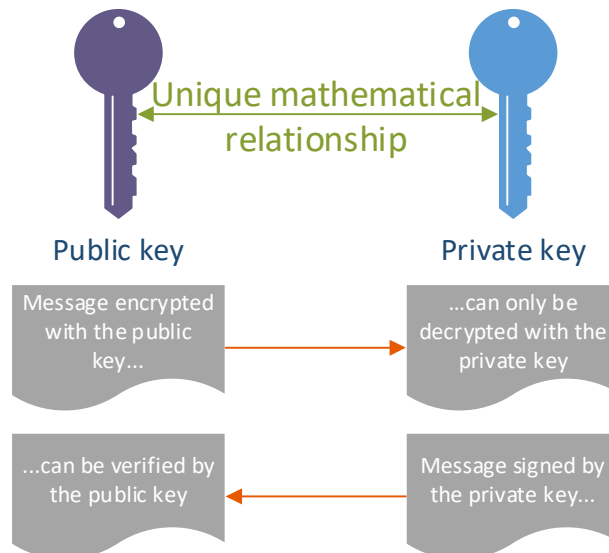 Unique mathematical
relationship
Public key
Private key
Message encrypted
with the public
key...
...can only be
decrypted with the
private key
...can be verified by
the public key
Message signed by
the private key...